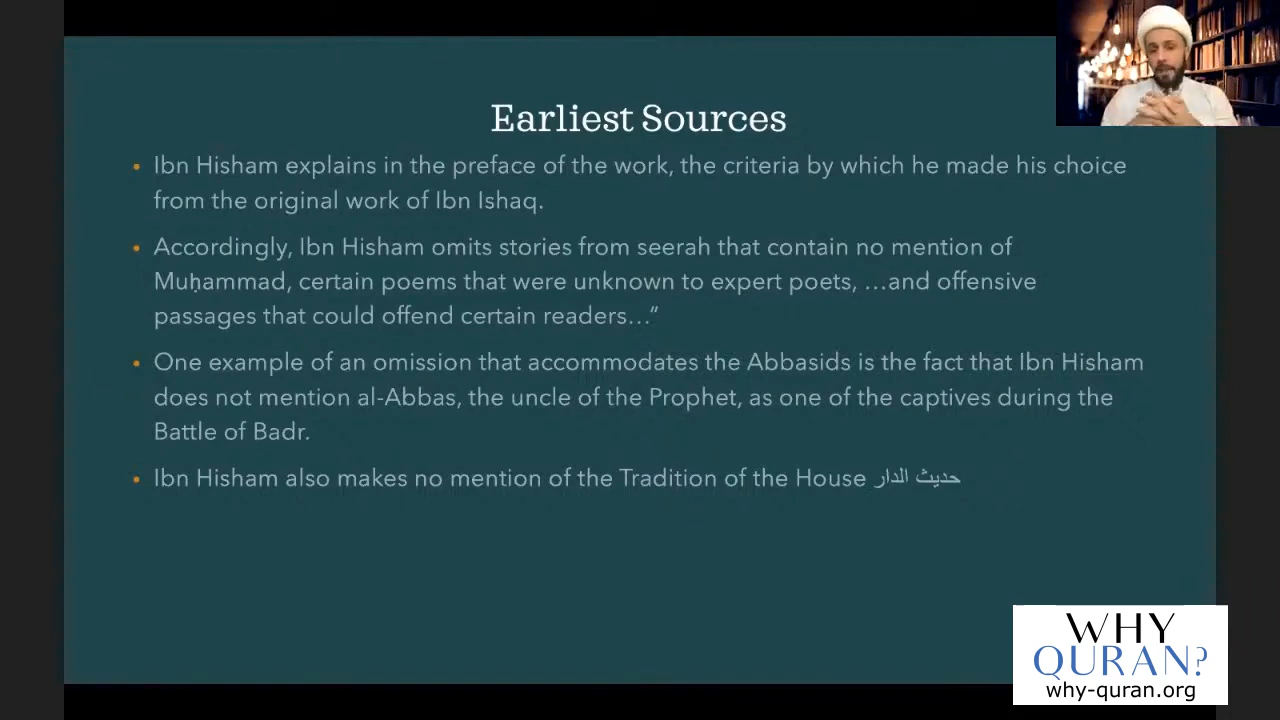 Earliest Sources
• Ibn Hisham explains in the preface of the work, the criteria by which he made his choice
from the original work of Ibn Ishaq.
• Accordingly, Ibn Hisham omits stories from seerah that contain no mention of
Muḥammad, certain poems that were unknown to expert poets, …and offensive
passages that could offend certain readers…”
• One example of an omission that accommodates the Abbasids is the fact that Ibn Hisham
does not mention al-Abbas, the uncle of the Prophet, as one of the captives during the
Battle of Badr.
• Ibn Hisham also makes no mention of the Tradition of the House حديث الدار
WHY
QURAN?
why-quran.org